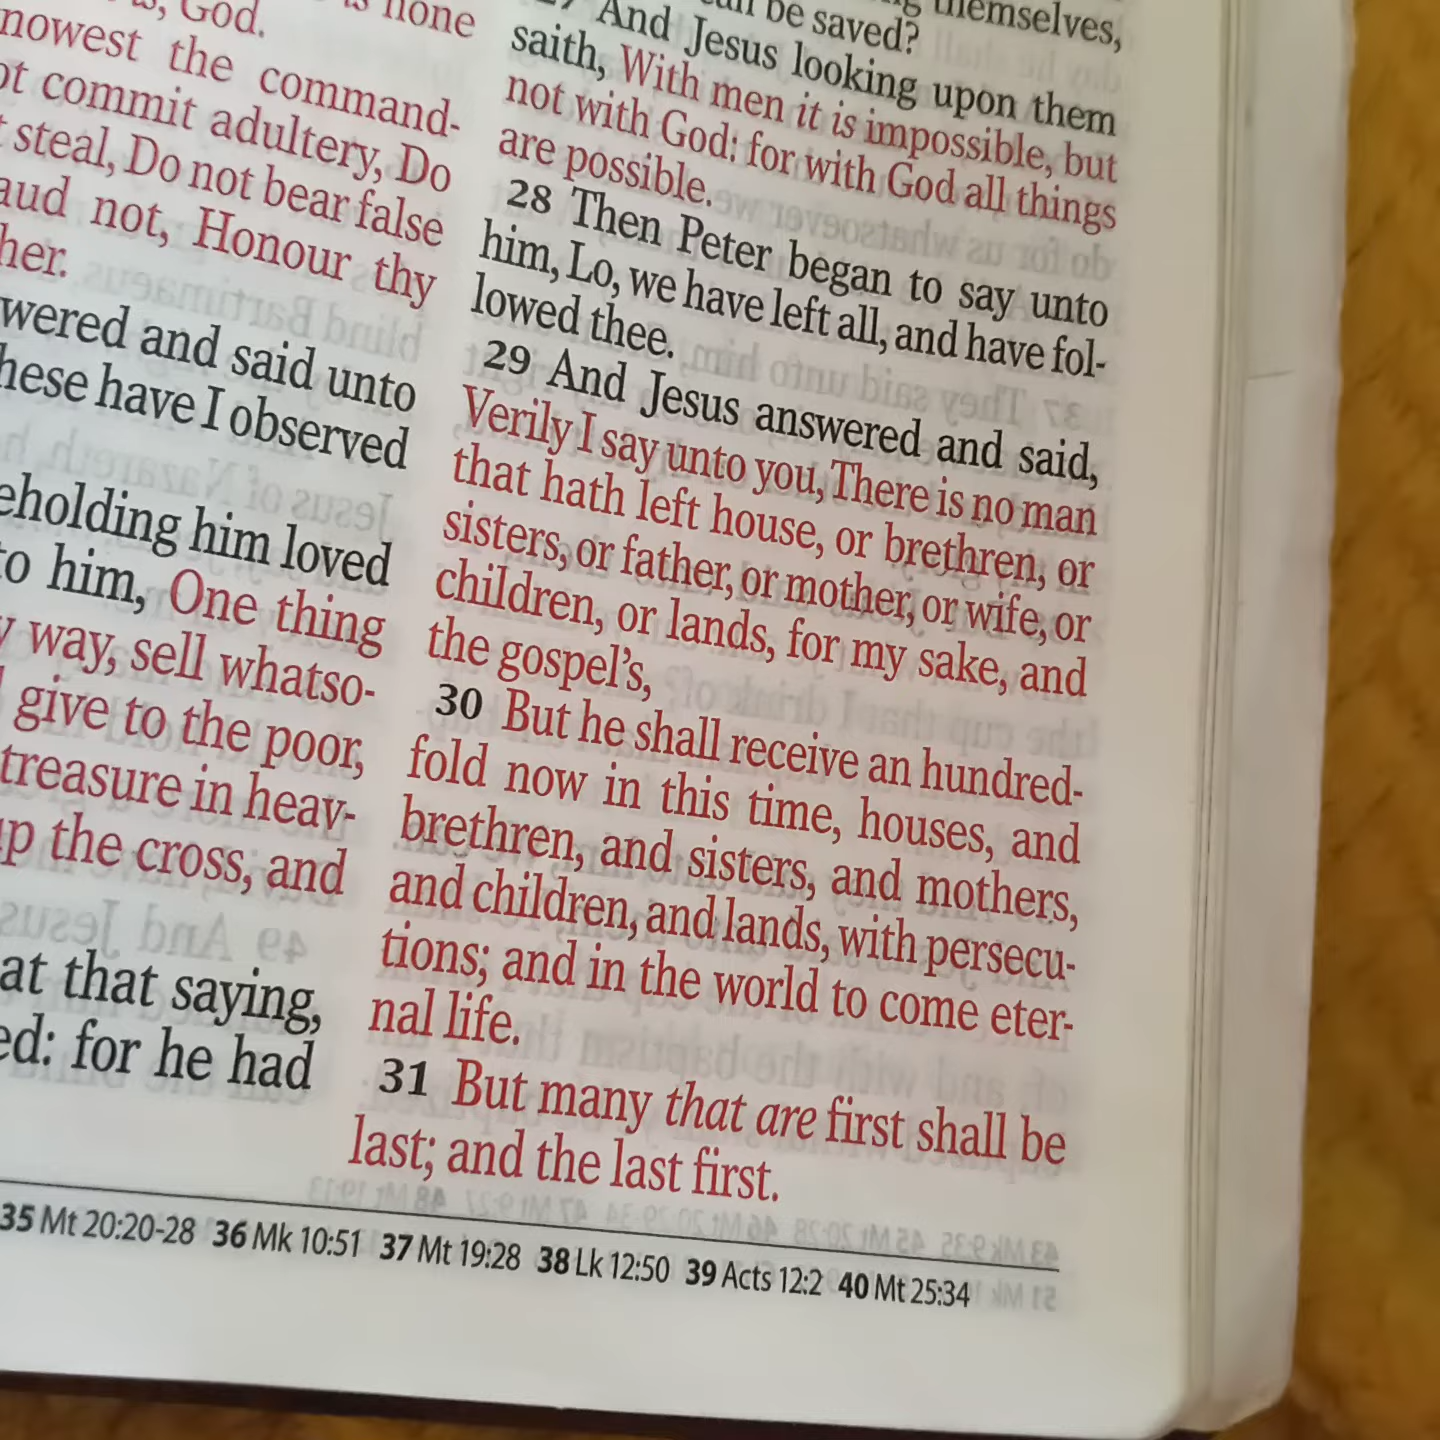 God.
none
nowest the command-
commit adultery, Do
steal, Do not bear false
not, Honour thy
her.
wered and said unto
hese have I observed
eholding him loved
to him, One thing
way, sell whatso-
give to the poor,
treasure in heav-
the cross, and
at that saying,
ed: for he had
themselves,
be saved?
27 And Jesus looking upon them
saith, With men it is impossible, but
not with God: for with God all things
are possible.
28 Then Peter began to say unto
him, Lo, we have left all, and have fol-
lowed thee.
29 And Jesus answered and said,
Verily I say unto you, There is no man
that hath left house, or brethren, or
sisters, or father, or mother, or wife, or
children, or lands, for my sake, and
the gospel's,
30 But he shall receive an hundred-
fold now in this time, houses, and
brethren, and sisters, and mothers,
and children, and lands, with persecu-
tions; and in the world to come eter-
nal life.
31 But many that are first shall be
last; and the last first.
35 Mt 20:20-28 36 Mk 10:51 37 Mt 19:28 38 Lk 12:50 39 Acts 12:2 40 Mt 25:34